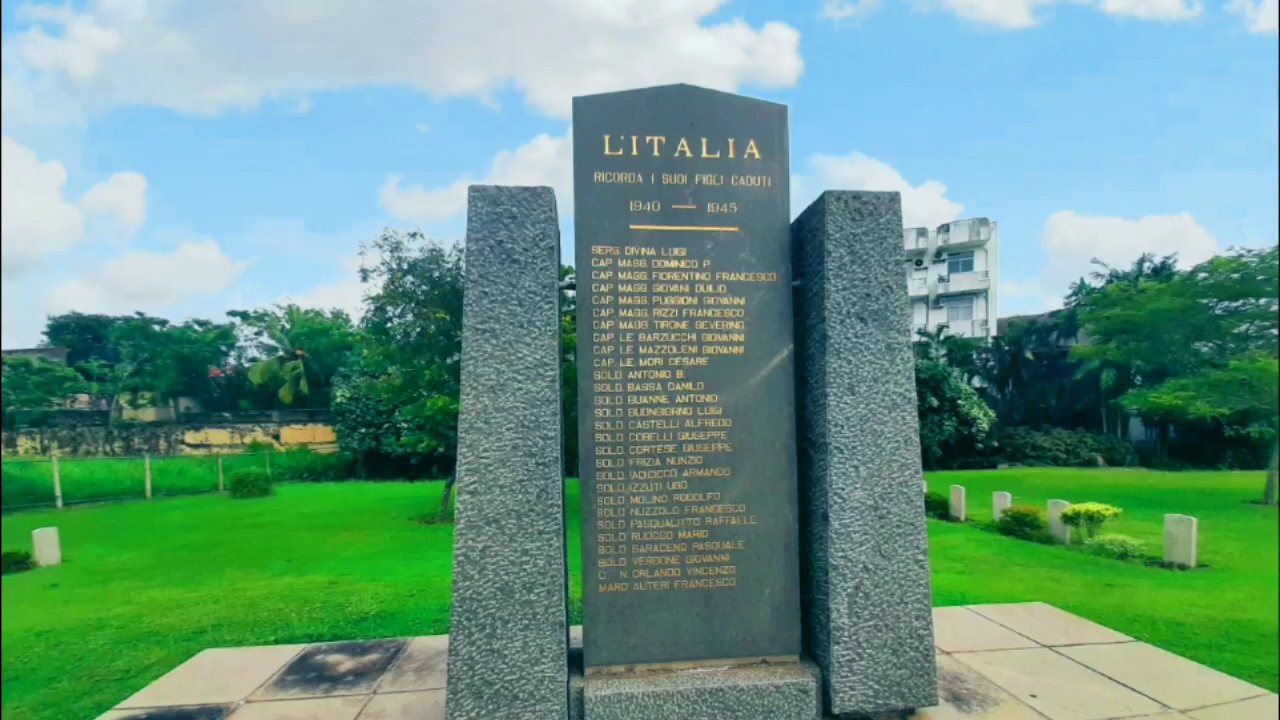 L'ITALIA
RICORDA I SUOI FIGLI CADUTI
1940 — 1945
SERG. DIVINA LUIGI
CAP. MAGG. DOMINICO P.
CAP. MAGG. FIORENTINO FRANCESCO
CAP. MAGG. GIOVANI DUILIO
CAP. MAGG. PUGGIONI GIOVANNI
CAP. MAGG. RIZZI FRANCESCO
CAP. MAGG. TIRONE SEVERINO
CAP. LE BARZUCCHI GIOVANNI
CAP. LE MAZZOLENI GIOVANNI
CAP. LE MORI CESARE
SOLD. ANTONIO B.
SOLD. BASSA DANILO
SOLD. BUANNE ANTONIO
SOLD. BUONGIORNO LUIGI
SOLD. CASTELLI ALFREDO
SOLD. COBELLI GIUSEPPE
SOLD. CORTESE GIUSEPPE
SOLD. FRIZIA NUNZIO
SOLD. IADICICCO ARMANDO
SOLD. IZZUTI UGO
SOLD. MOLINO RODOLFO
SOLD. NUZZOLO FRANCESCO
SOLD. PASQUALITTO RAFFAELE
SOLD. RUOCCO MARIO
SOLD. SARACENO PASQUALE
SOLD. VERDONE GIOVANNI
C. N. ORLANDO VINCENZO
MARO AUTERI FRANCESCO